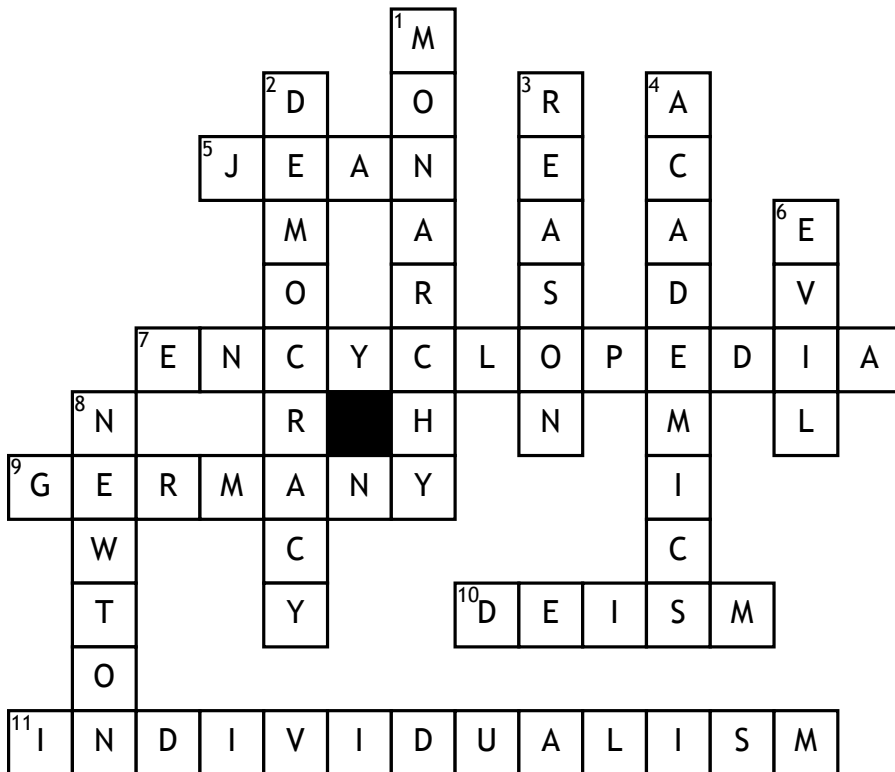 1 M
2 D O 3 R 4 A
5 J E A N E C
M A A A 6 E
O R S D V
7 E N C Y C L O P E D I A
8 N R H N M L
9 G E R M A N Y I
W C C
T Y 10 D E I S M
O
11 I N D I V I D U A L I S M